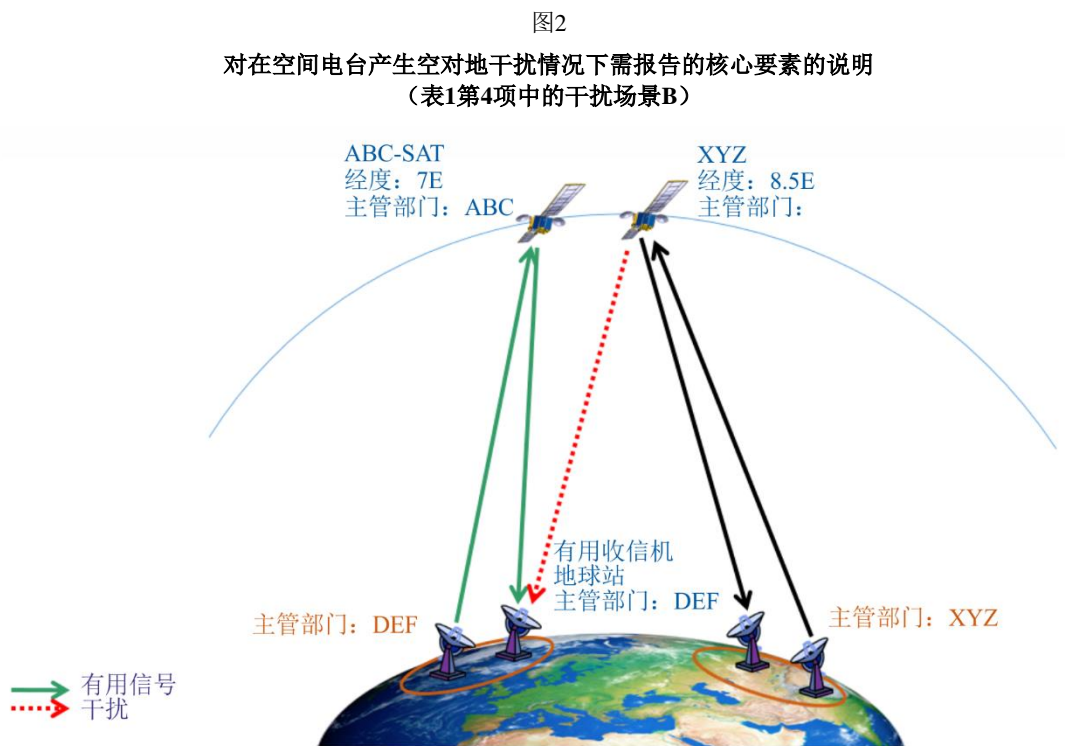 图2
对在空间电台产生空对地干扰情况下需报告的核心要素的说明
（表1第4项中的干扰场景B）
ABC-SAT
经度：7E
主管部门：ABC
XYZ
经度：8.5E
主管部门：
有用收信机
地球站
主管部门：DEF
主管部门：DEF
主管部门：XYZ
有用信号
干扰